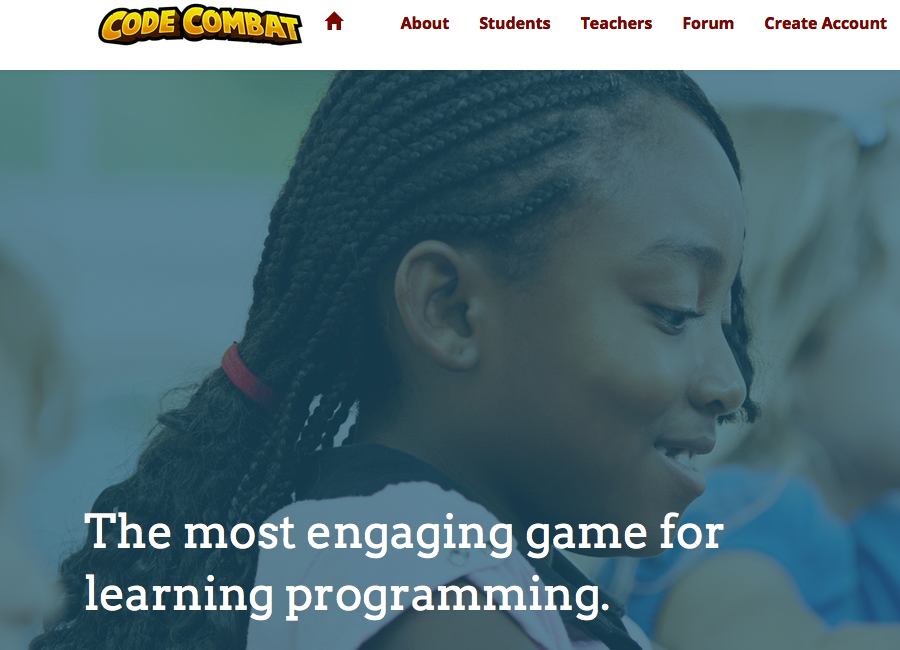 CODE COMBAT
About Students Teachers Forum Create Account
The most engaging game for
learning programming.